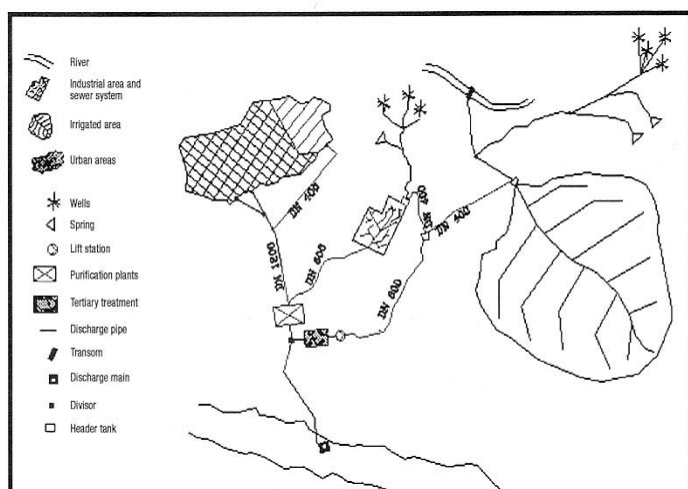 River
Industrial area and
sewer system
Irrigated area
Urban areas
Wells
Spring
Lift station
Purification plants
Tertiary treatment
Discharge pipe
Transom
Discharge main
Divisor
Header tank
DN 400
DN 1200
DN 600
DN 400
DN 400
DN 600